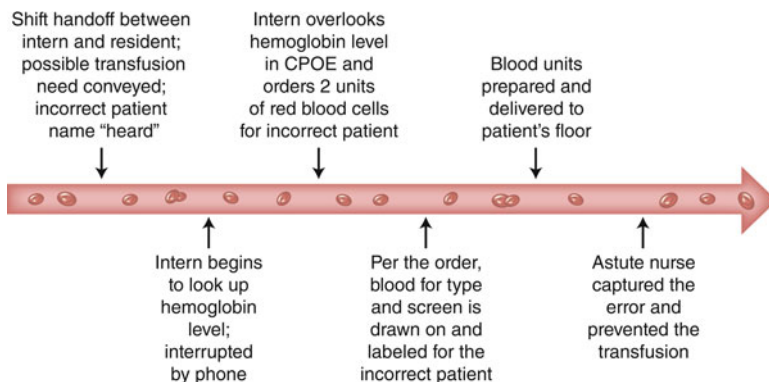 Shift handoff between
intern and resident;
possible transfusion
need conveyed;
incorrect patient
name “heard”
Intern begins
to look up
hemoglobin
level;
interrupted
by phone
Intern overlooks
hemoglobin level
in CPOE and
orders 2 units
of red blood cells
for incorrect patient
Per the order,
blood for type
and screen is
drawn on and
labeled for the
incorrect patient
Blood units
prepared and
delivered to
patient’s floor
Astute nurse
captured the
error and
prevented the
transfusion